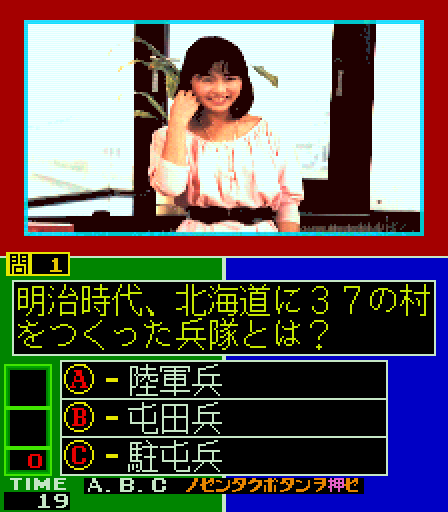 問 1
明治時代、北海道に３７の村
をつくった兵隊とは？
A - 陸軍兵
B - 屯田兵
C - 駐屯兵
0
TIME A.B.C ノセンタクボタンヲ押セ
19